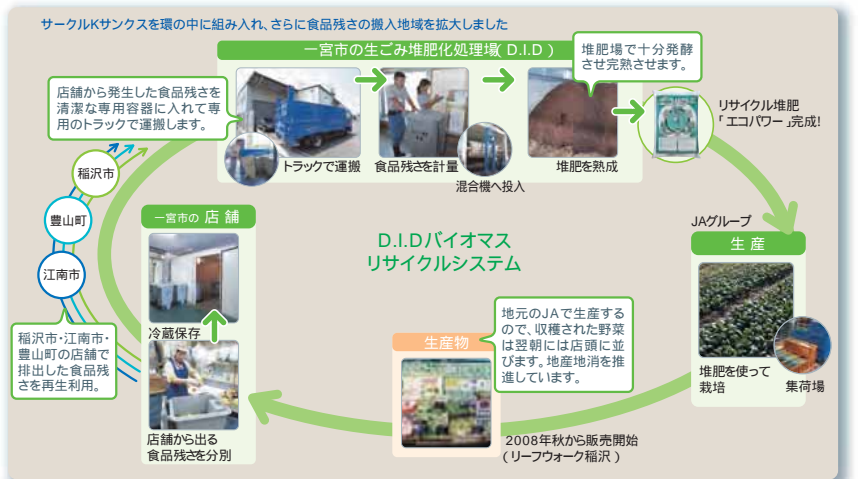 サークルKサンクスを環の中に組み入れ、さらに食品残さの搬入地域を拡大しました
一宮市の生ごみ堆肥化処理場(D.I.D)
店舗から発生した食品残さを
清潔な専用容器に入れて専
用のトラックで運搬します。
堆肥場で十分発酵
させ完熟させます。
トラックで運搬
食品残さを計量
混合機へ投入
堆肥を熟成
リサイクル堆肥
「エコパワー」完成!
稲沢市
豊山町
江南市
稲沢市・江南市・
豊山町の店舗で
排出した食品残
さを再生利用。
一宮市の 店舗
冷蔵保存
店舗から出る
食品残さを分別
D.I.Dバイオマス
リサイクルシステム
JAグループ
生産
堆肥を使って
栽培
集荷場
生産物
地元のJAで生産する
ので、収穫された野菜
は翌朝には店頭に並
びます。地産地消を推
進しています。
2008年秋から販売開始
(リーフウォーク稲沢)